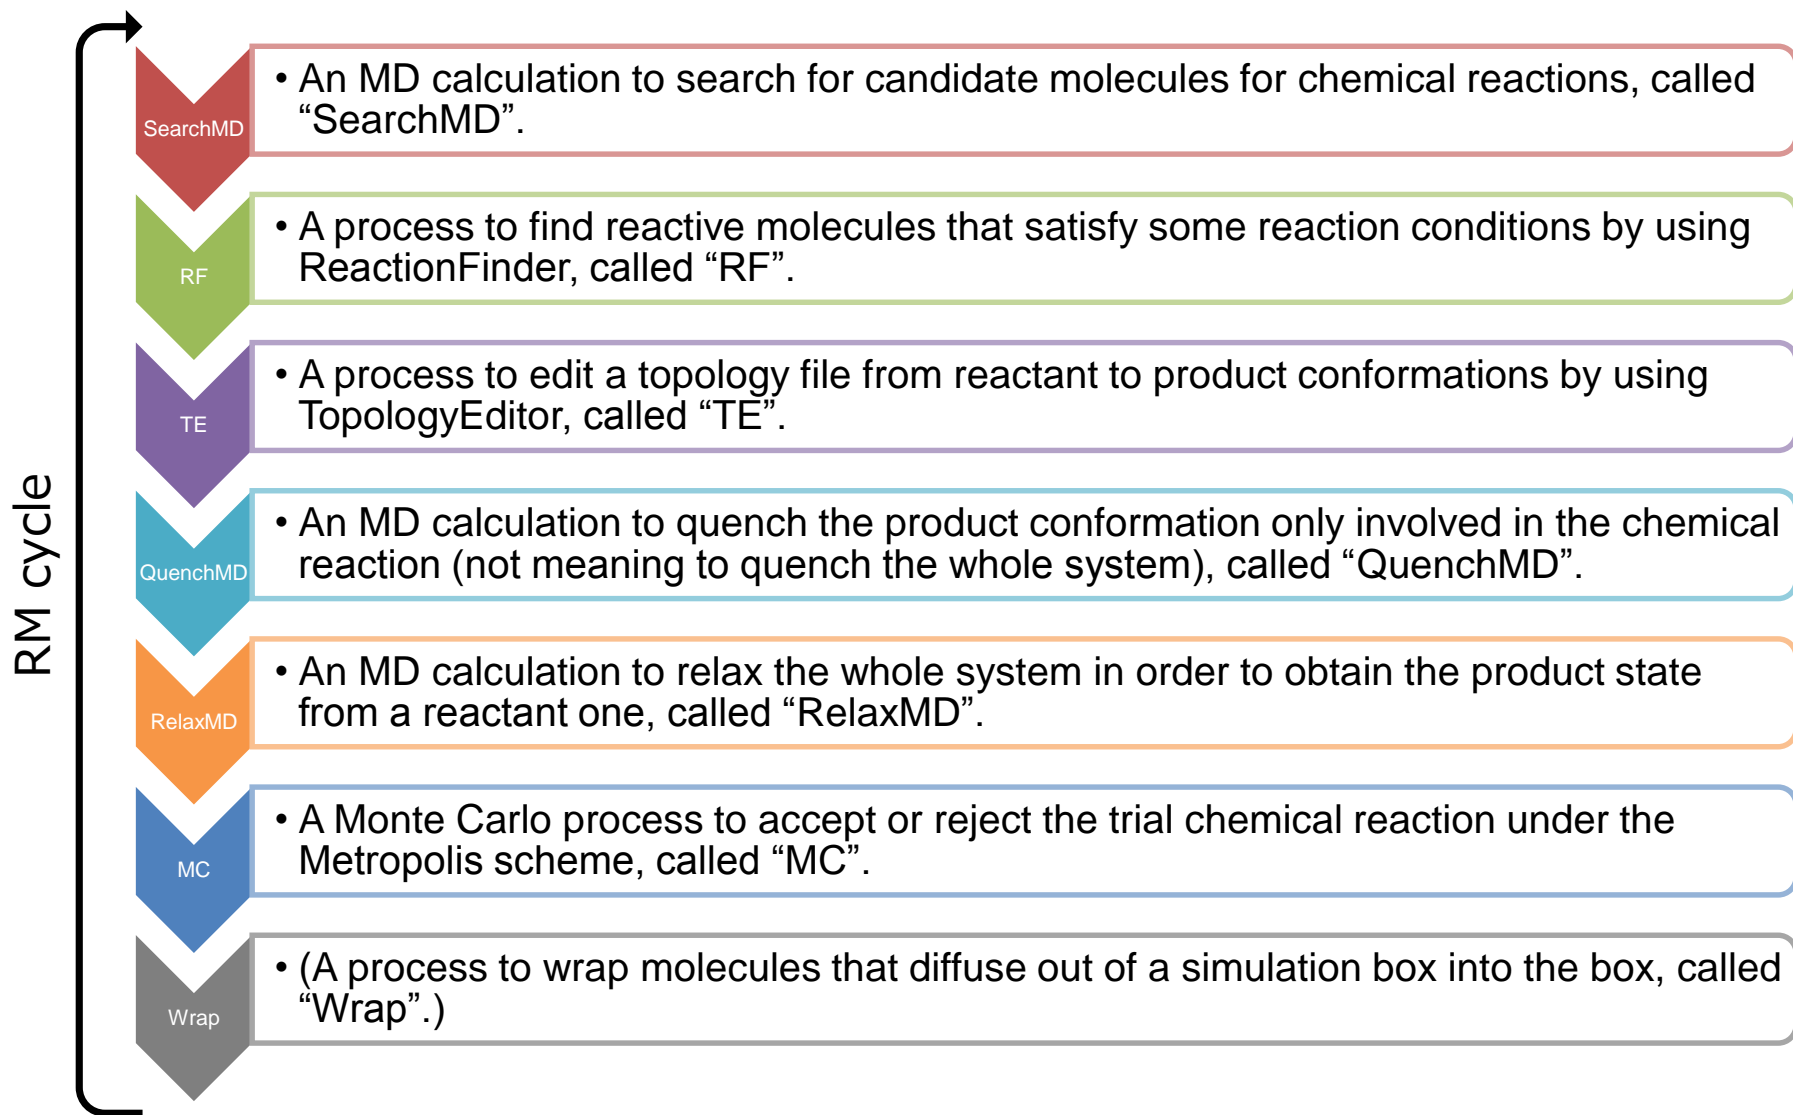 RM cycle
SearchMD
• An MD calculation to search for candidate molecules for chemical reactions, called
“SearchMD”.
RF
• A process to find reactive molecules that satisfy some reaction conditions by using
ReactionFinder, called “RF”.
TE
• A process to edit a topology file from reactant to product conformations by using
TopologyEditor, called “TE”.
QuenchMD
• An MD calculation to quench the product conformation only involved in the chemical
reaction (not meaning to quench the whole system), called “QuenchMD”.
RelaxMD
• An MD calculation to relax the whole system in order to obtain the product state
from a reactant one, called “RelaxMD”.
MC
• A Monte Carlo process to accept or reject the trial chemical reaction under the
Metropolis scheme, called “MC”.
Wrap
• (A process to wrap molecules that diffuse out of a simulation box into the box, called
“Wrap”.)